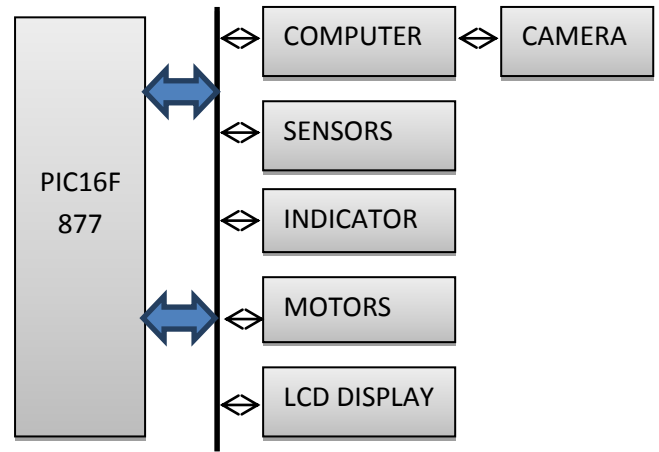 COMPUTER
CAMERA
SENSORS
PIC16F
877
INDICATOR
MOTORS
LCD DISPLAY